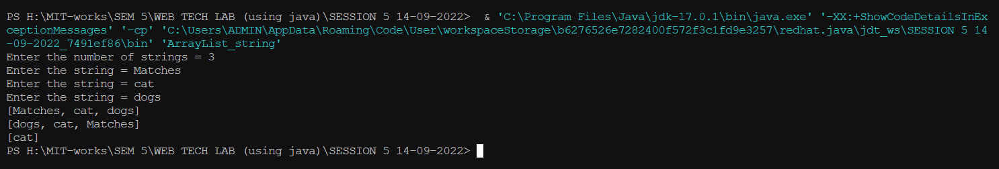 PS H:\MIT-works\SEM 5\WEB TECH LAB (using java)\SESSION 5 14-09-2022>  & 'C:\Program Files\Java\jdk-17.0.1\bin\java.exe' '-XX:+ShowCodeDetailsInEx
ceptionMessages' '-cp' 'C:\Users\ADMIN\AppData\Roaming\Code\User\workspaceStorage\b6276526e7282400f572f3c1fd9e3257\redhat.java\jdt_ws\SESSION 5 14
-09-2022_7491ef86\bin' 'ArrayList_string'
Enter the number of strings = 3
Enter the string = Matches
Enter the string = cat
Enter the string = dogs
[Matches, cat, dogs]
[dogs, cat, Matches]
[cat]
PS H:\MIT-works\SEM 5\WEB TECH LAB (using java)\SESSION 5 14-09-2022>